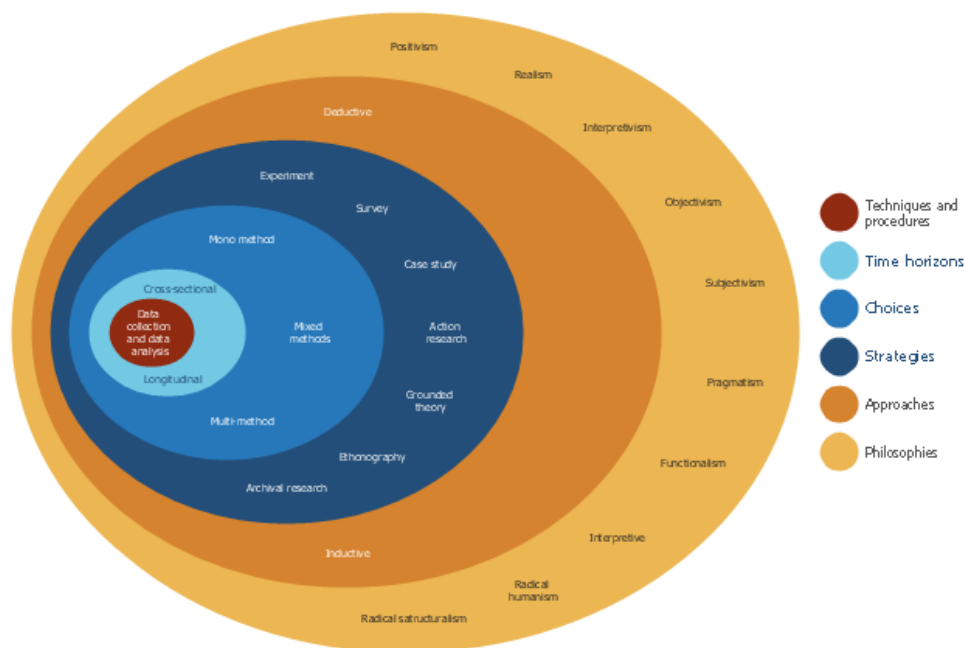 Positivism
Realism
Deductive
Interpretivism
Experiment
Survey
Objectivism
Mono method
Case study
Cross-sectional
Subjectivism
Data
collection
and data
analysis
Mixed
methods
Action
research
Longitudinal
Pragmatism
Grounded
theory
Multi-method
Ethonography
Functionalism
Archival research
Interpretive
Inductive
Radical
humanism
Radical satructuralism
Techniques and
procedures
Time horizons
Choices
Strategies
Approaches
Philosophies